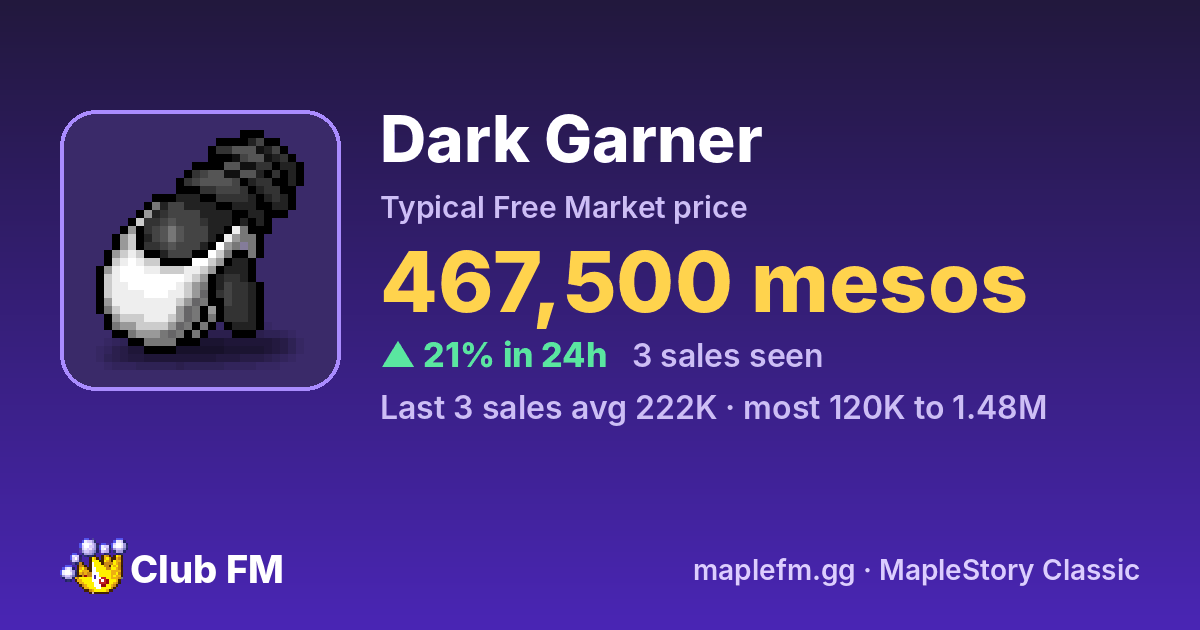 Dark Garner
Typical Free Market price
467,500 mesos
▲ 21% in 24h 3 sales seen
Last 3 sales avg 222K · most 120K to 1.48M
Club FM
maplefm.gg · MapleStory Classic